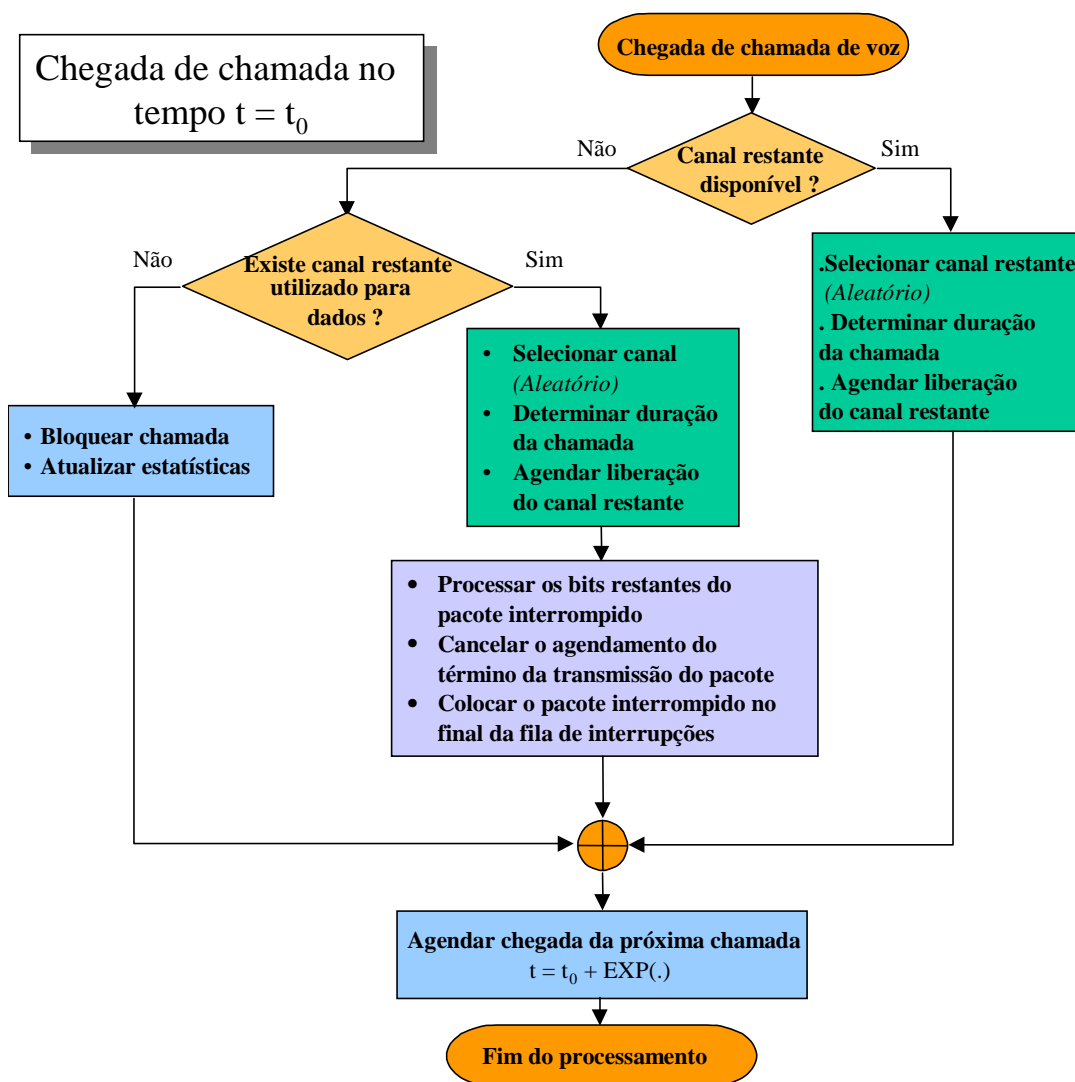 Chegada de chamada no
tempo t = t₀
Chegada de chamada de voz
Canal restante
disponível ?
Não
Sim
Existe canal restante
utilizado para
dados ?
Não
Sim
.Selecionar canal restante
(Aleatório)
. Determinar duração
da chamada
. Agendar liberação
do canal restante
• Selecionar canal
(Aleatório)
• Determinar duração
da chamada
• Agendar liberação
do canal restante
• Bloquear chamada
• Atualizar estatísticas
• Processar os bits restantes do
pacote interrompido
• Cancelar o agendamento do
término da transmissão do pacote
• Colocar o pacote interrompido no
final da fila de interrupções
Agendar chegada da próxima chamada
t = t₀ + EXP(.)
Fim do processamento